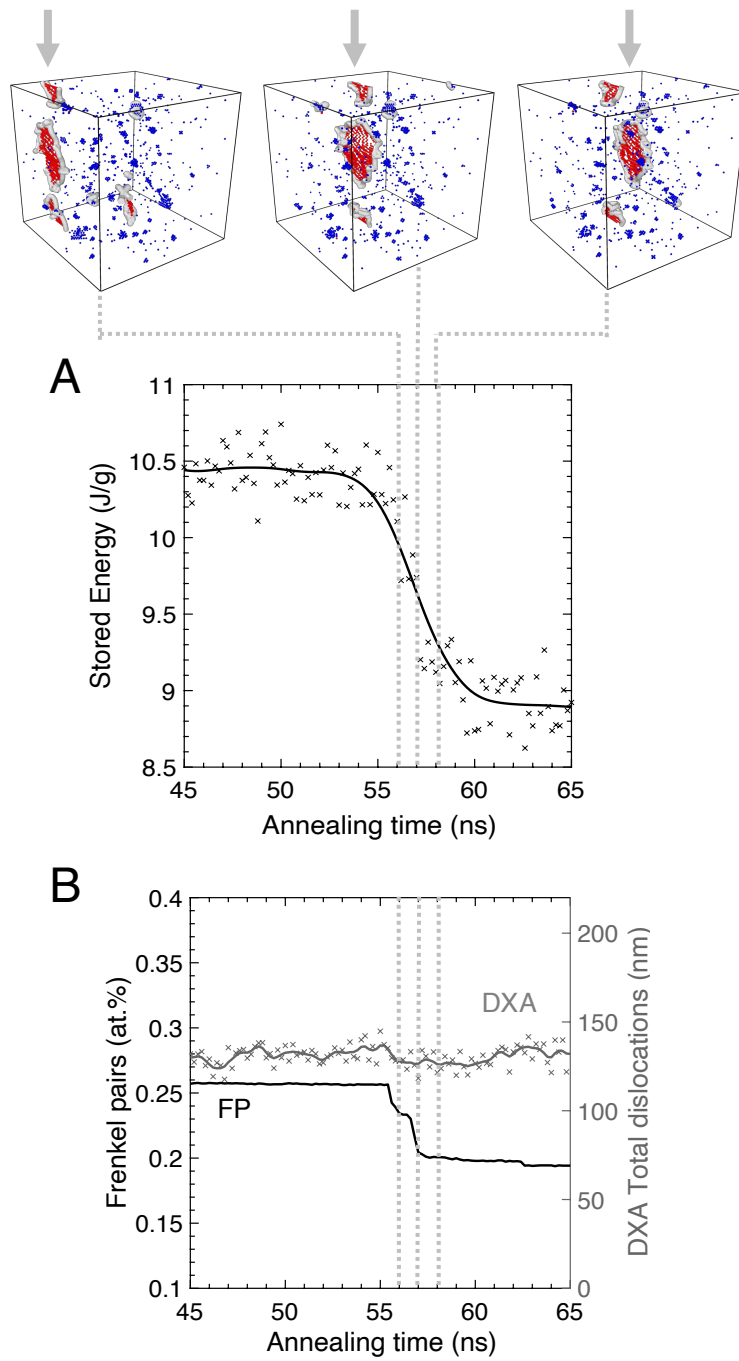 A
11
10.5
10
9.5
9
8.5
Stored Energy (J/g)
45 50 55 60 65
Annealing time (ns)
B
0.4
0.35
0.3
0.25
0.2
0.15
0.1
Frenkel pairs (at.%)
DXA
FP
200
150
100
50
0
DXA Total dislocations (nm)
45 50 55 60 65
Annealing time (ns)